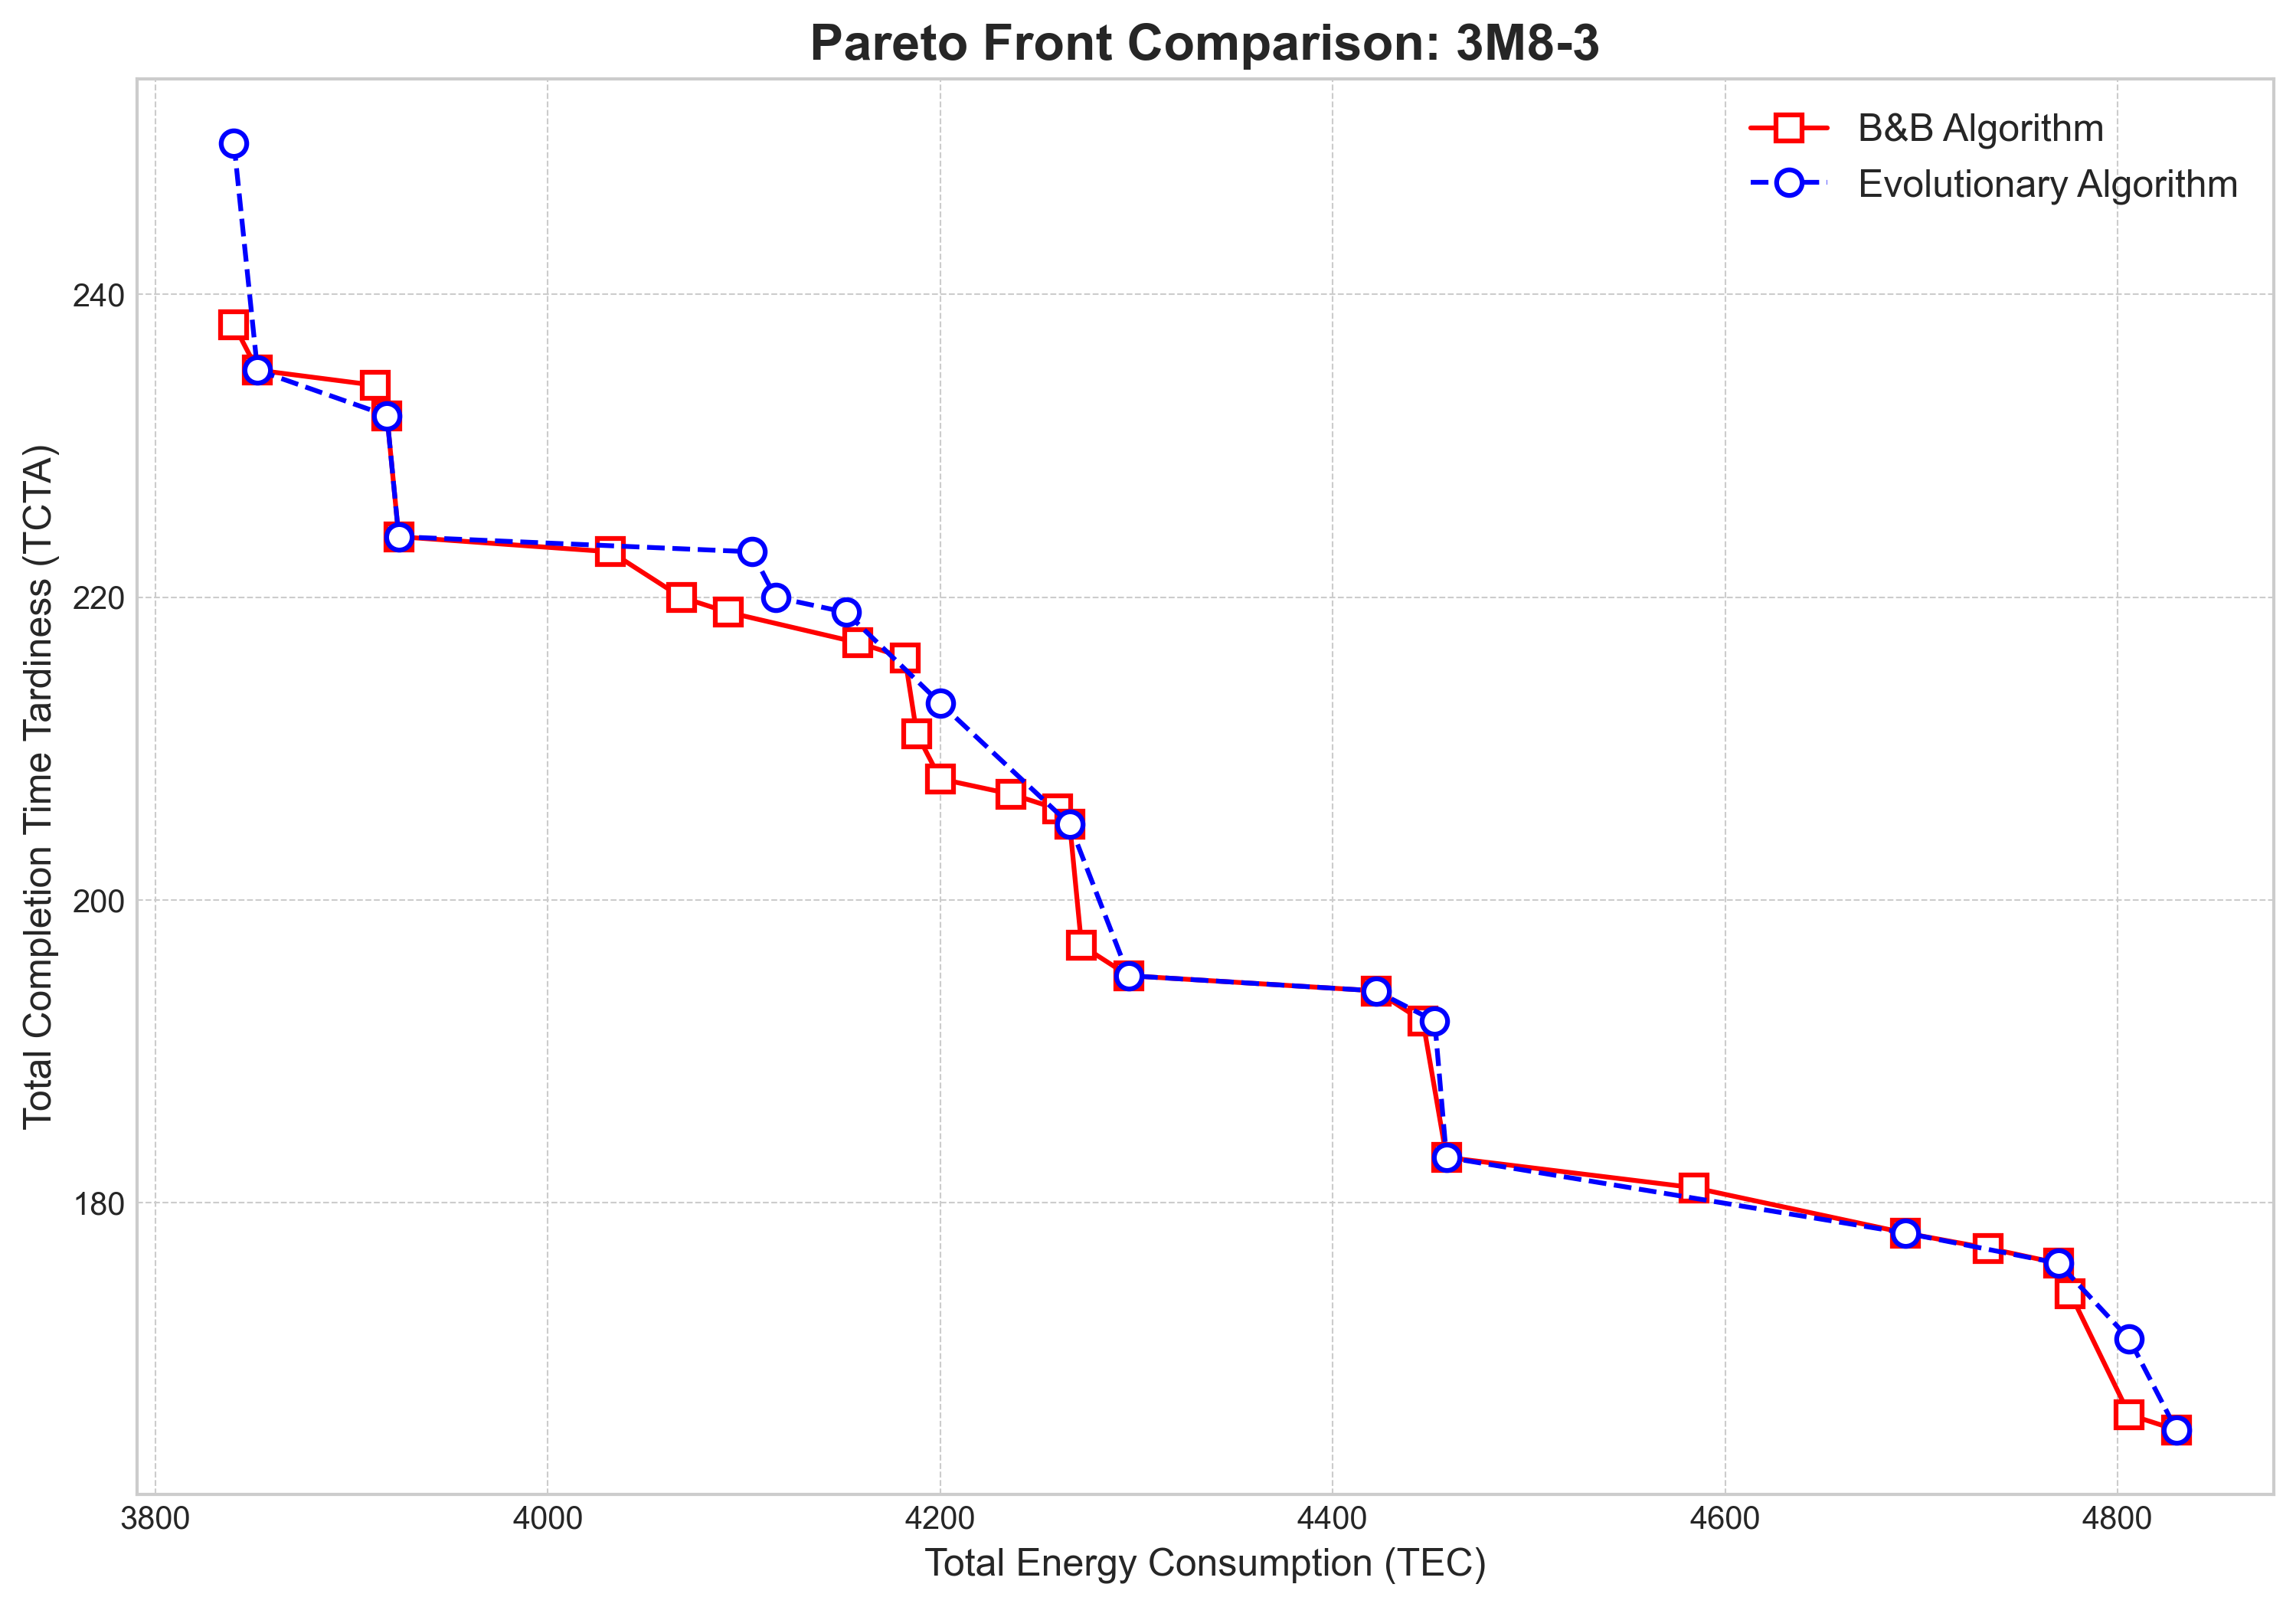 Pareto Front Comparison: 3M8-3
B&B Algorithm
Evolutionary Algorithm
Total Completion Time Tardiness (TCTA)
240
220
200
180
3800
4000
4200
4400
4600
4800
Total Energy Consumption (TEC)